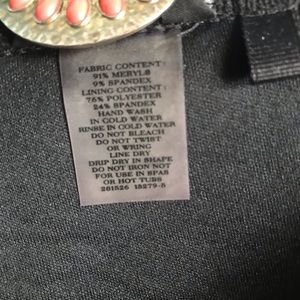 FABRIC CONTENT:
91% MERYL®
9% SPANDEX
LINING CONTENT:
76% POLYESTER
24% SPANDEX
HAND WASH
IN COLD WATER
RINSE IN COLD WATER
DO NOT BLEACH
DO NOT TWIST
OR WRING
LINE DRY
DRIP DRY IN SHAPE
DO NOT IRON NOT
FOR USE IN SPAS
OR HOT TUBS
201526 15279-5